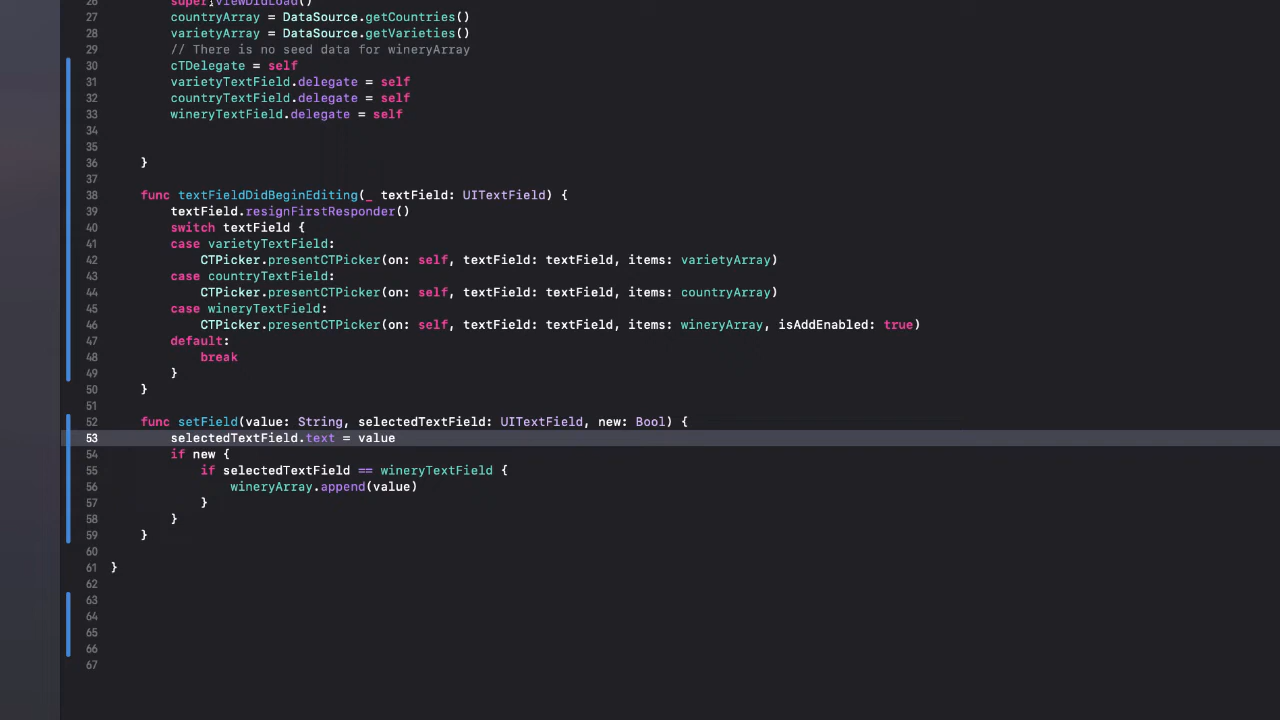 26 super.viewDidLoad()
27 countryArray = DataSource.getCountries()
28 varietyArray = DataSource.getVarieties()
29 // There is no seed data for wineryArray
30 cTDelegate = self
31 varietyTextField.delegate = self
32 countryTextField.delegate = self
33 wineryTextField.delegate = self
34
35
36 }
37
38 func textFieldDidBeginEditing(_ textField: UITextField) {
39 textField.resignFirstResponder()
40 switch textField {
41 case varietyTextField:
42 CTPicker.presentCTPicker(on: self, textField: textField, items: varietyArray)
43 case countryTextField:
44 CTPicker.presentCTPicker(on: self, textField: textField, items: countryArray)
45 case wineryTextField:
46 CTPicker.presentCTPicker(on: self, textField: textField, items: wineryArray, isAddEnabled: true)
47 default:
48 break
49 }
50 }
51
52 func setField(value: String, selectedTextField: UITextField, new: Bool) {
53 selectedTextField.text = value
54 if new {
55 if selectedTextField == wineryTextField {
56 wineryArray.append(value)
57 }
58 }
59 }
60
61 }
62
63
64
65
66
67